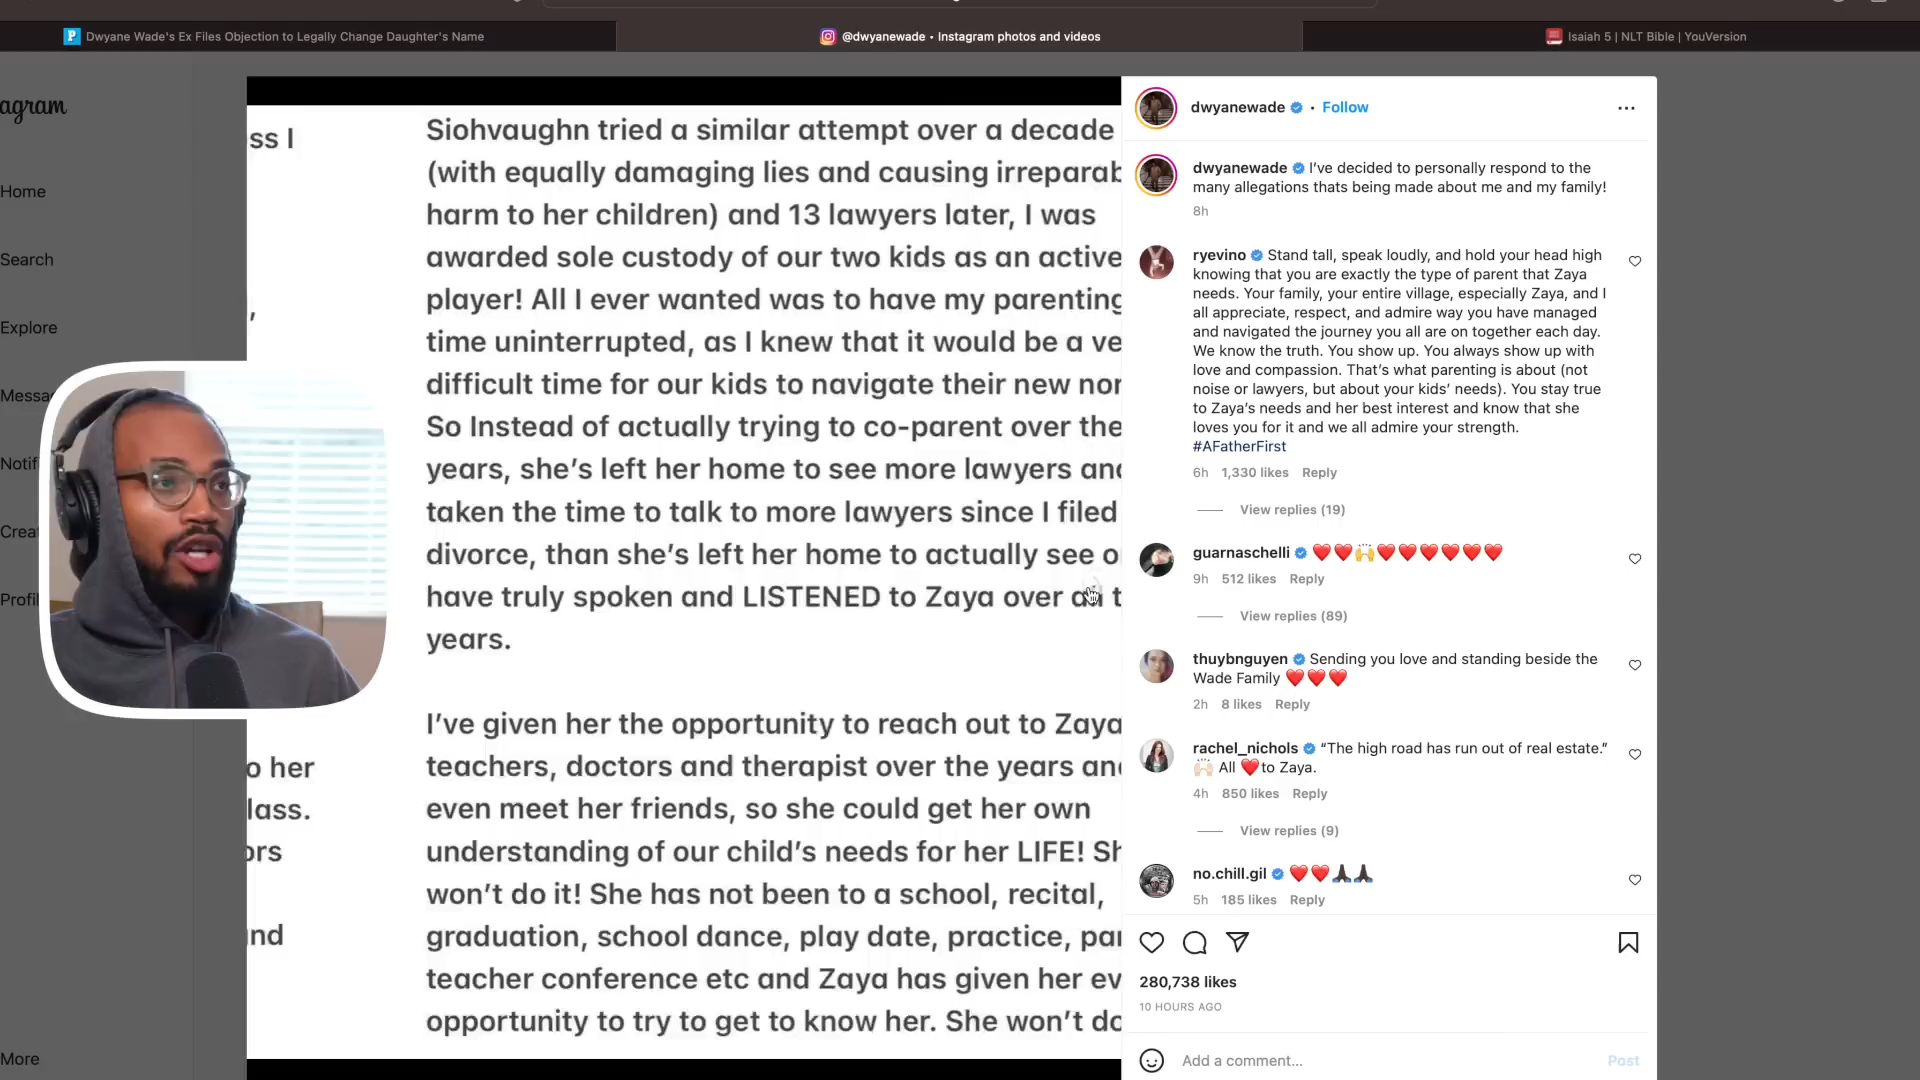 Dwyane Wade's Ex Files Objection to Legally Change Daughter's Name
@dwyanewade • Instagram photos and videos
Isaiah 5 | NLT Bible | YouVersion
agram
Home
Search
Explore
Messa
Notifi
Creat
Profil
More
ss I
,
o her
lass.
ors
nd
Siohvaughn tried a similar attempt over a decade
(with equally damaging lies and causing irreparab
harm to her children) and 13 lawyers later, I was
awarded sole custody of our two kids as an active
player! All I ever wanted was to have my parenting
time uninterrupted, as I knew that it would be a ve
difficult time for our kids to navigate their new nor
So Instead of actually trying to co-parent over the
years, she’s left her home to see more lawyers and
taken the time to talk to more lawyers since I filed
divorce, than she’s left her home to actually see o
have truly spoken and LISTENED to Zaya over all t
years.
I’ve given her the opportunity to reach out to Zaya
teachers, doctors and therapist over the years and
even meet her friends, so she could get her own
understanding of our child’s needs for her LIFE! Sh
won’t do it! She has not been to a school, recital,
graduation, school dance, play date, practice, par
teacher conference etc and Zaya has given her ev
opportunity to try to get to know her. She won’t do
dwyanewade • Follow
dwyanewade I’ve decided to personally respond to the
many allegations thats being made about me and my family!
8h
ryevino Stand tall, speak loudly, and hold your head high
knowing that you are exactly the type of parent that Zaya
needs. Your family, your entire village, especially Zaya, and I
all appreciate, respect, and admire way you have managed
and navigated the journey you all are on together each day.
We know the truth. You show up. You always show up with
love and compassion. That’s what parenting is about (not
noise or lawyers, but about your kids’ needs). You stay true
to Zaya’s needs and her best interest and know that she
loves you for it and we all admire your strength.
#AFatherFirst
6h 1,330 likes Reply
View replies (19)
guarnaschelli ❤️❤️🙌❤️❤️❤️❤️❤️❤️
9h 512 likes Reply
View replies (89)
thuybnguyen Sending you love and standing beside the
Wade Family ❤️❤️❤️
2h 8 likes Reply
rachel_nichols “The high road has run out of real estate.”
🙌🏻 All ❤️to Zaya.
4h 850 likes Reply
View replies (9)
no.chill.gil ❤️❤️🙏🏿🙏🏿
5h 185 likes Reply
280,738 likes
10 HOURS AGO
Add a comment...
Post